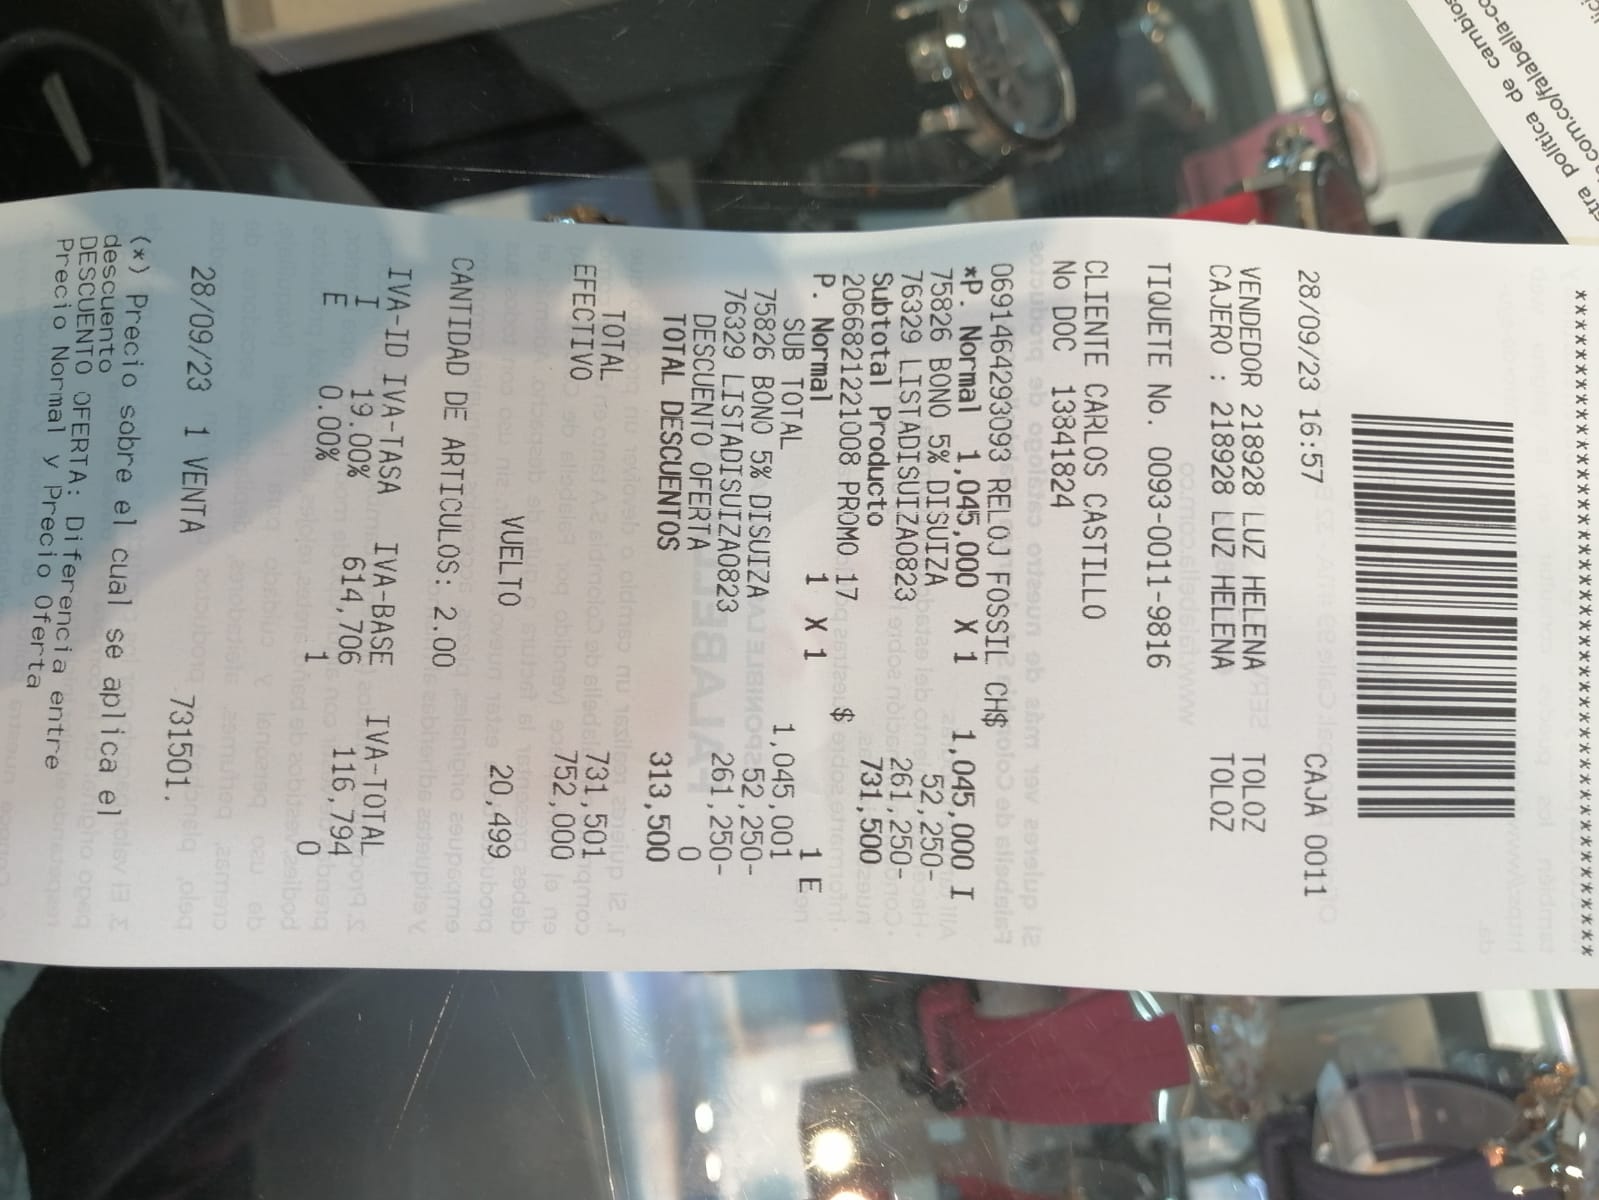 ****************************************
28/09/23 16:57 CAJA 0011
VENDEDOR 218928 LUZ HELENA TOLOZ
CAJERO : 218928 LUZ HELENA TOLOZ
TIQUETE No. 0093-0011-9816
CLIENTE CARLOS CASTILLO
No DOC 13841824
0691464293093 RELOJ FOSSIL CH$
*P. Normal 1,045,000 X 1 1,045,000 I
75826 BONO 5% DISUIZA 52,250-
76329 LISTADISUIZA0823 261,250-
Subtotal Producto 731,500
2066821221008 PROMO 17 $
P. Normal 1 X 1 1 E
SUB TOTAL 1,045,001
75826 BONO 5% DISUIZA 52,250-
76329 LISTADISUIZA0823 261,250-
DESCUENTO OFERTA 0
TOTAL DESCUENTOS 313,500
TOTAL 731,501
EFECTIVO 752,000
VUELTO 20,499
CANTIDAD DE ARTICULOS: 2.00
IVA-ID IVA-TASA IVA-BASE IVA-TOTAL
I 19.00% 614,706 116,794
E 0.00% 1 0
28/09/23 1 VENTA 731501.
(*) Precio sobre el cual se aplica el
descuento
DESCUENTO OFERTA: Diferencia entre
Precio Normal y Precio Oferta
política de cambios